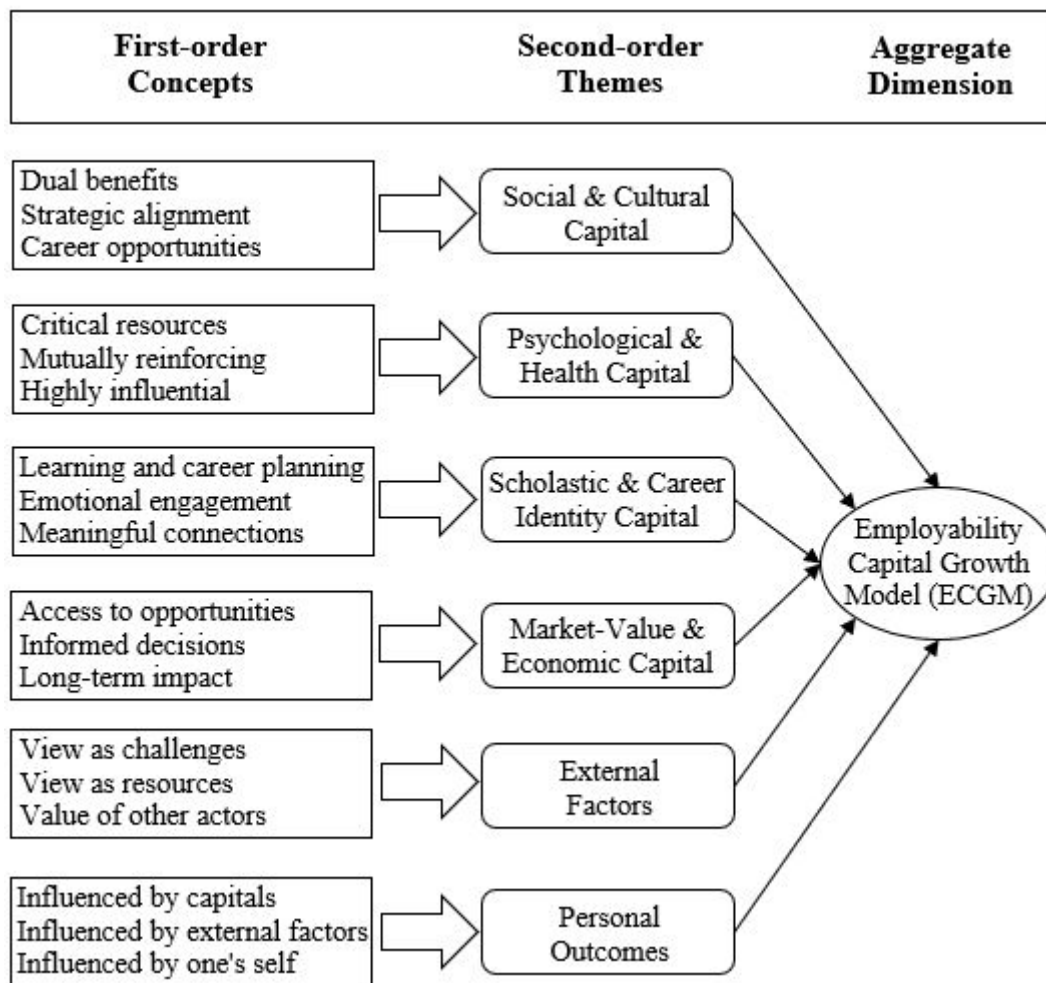 First-order
Concepts
Second-order
Themes
Aggregate
Dimension
Dual benefits
Strategic alignment
Career opportunities
Social & Cultural
Capital
Critical resources
Mutually reinforcing
Highly influential
Psychological &
Health Capital
Learning and career planning
Emotional engagement
Meaningful connections
Scholastic & Career
Identity Capital
Access to opportunities
Informed decisions
Long-term impact
Market-Value &
Economic Capital
View as challenges
View as resources
Value of other actors
External
Factors
Influenced by capitals
Influenced by external factors
Influenced by one's self
Personal
Outcomes
Employability
Capital Growth
Model (ECGM)